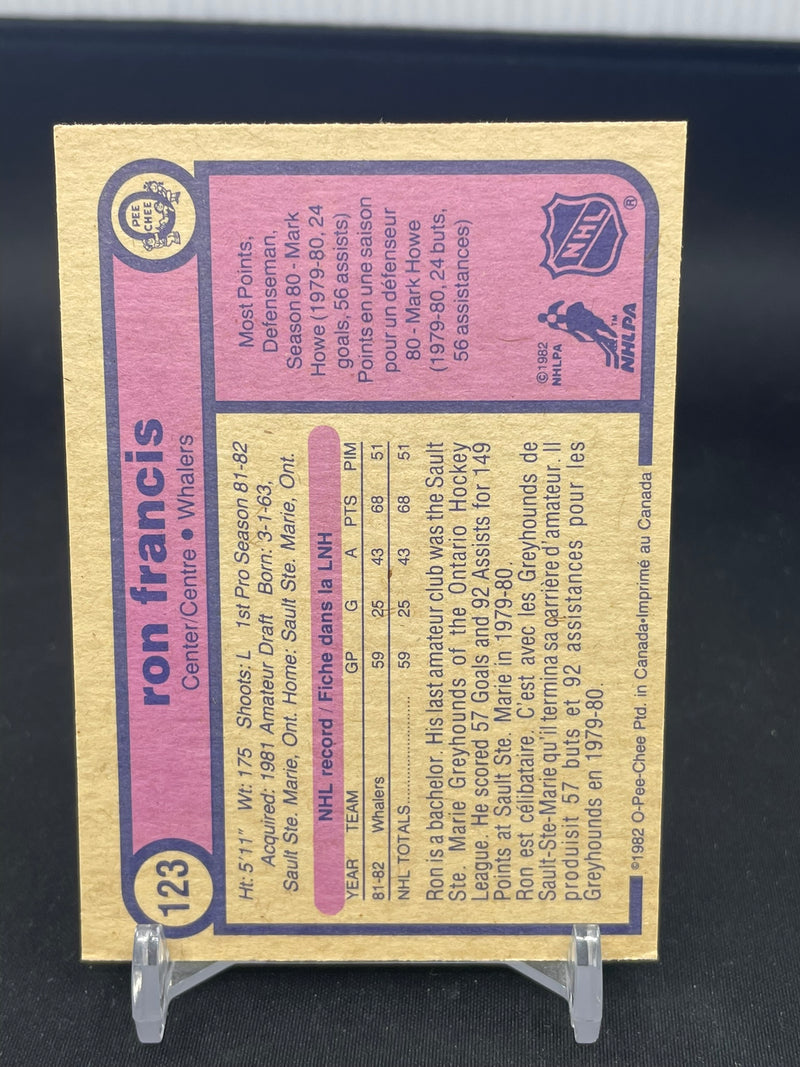 123
ron francis
Center/Centre • Whalers
O
PEE
CHEE
Ht: 5'11" Wt: 175 Shoots: L 1st Pro Season 81-82
Acquired: 1981 Amateur Draft Born: 3-1-63,
Sault Ste. Marie, Ont. Home: Sault Ste. Marie, Ont.
NHL record / Fiche dans la LNH
YEAR TEAM GP G A PTS PIM
81-82 Whalers 59 25 43 68 51
NHL TOTALS.................... 59 25 43 68 51
Ron is a bachelor. His last amateur club was the Sault
Ste. Marie Greyhounds of the Ontario Hockey
League. He scored 57 Goals and 92 Assists for 149
Points at Sault Ste. Marie in 1979-80.
Ron est célibataire. C'est avec les Greyhounds de
Sault-Ste-Marie qu'il termina sa carrière d'amateur. Il
produisit 57 buts et 92 assistances pour les
Greyhounds en 1979-80.
Most Points,
Defenseman,
Season 80 - Mark
Howe (1979-80, 24
goals, 56 assists)
Points en une saison
pour un défenseur
80 - Mark Howe
(1979-80, 24 buts,
56 assistances)
©1982
NHLPA
NHLPA™
NHL
®
©1982 O-Pee-Chee Ptd. in Canada•Imprimé au Canada